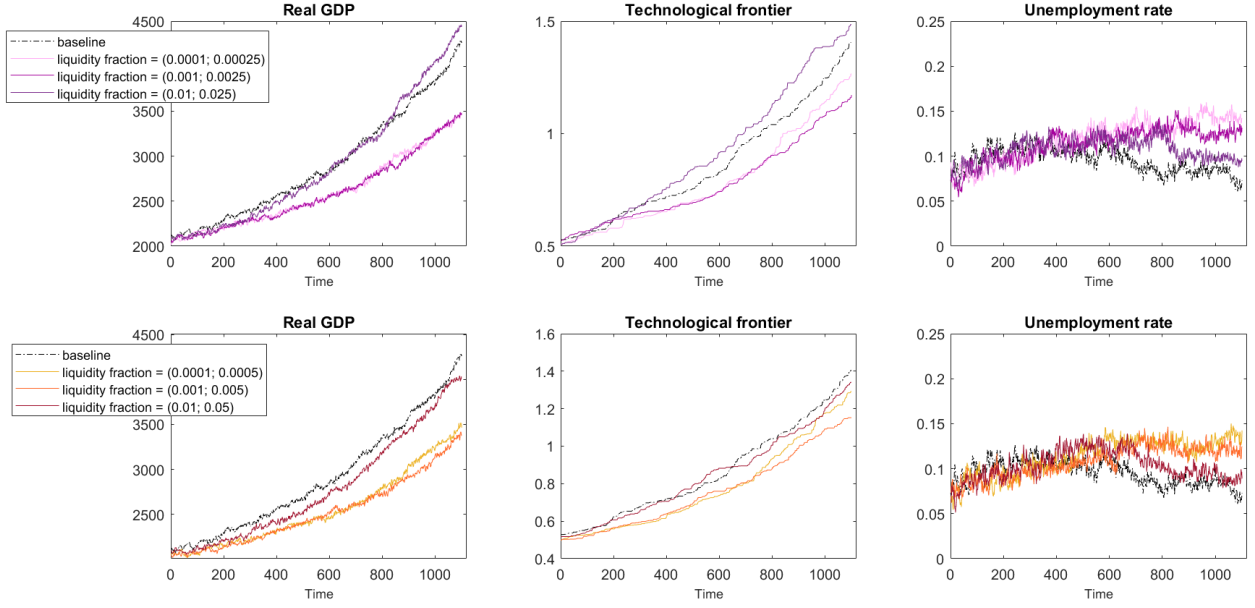 Real GDP
Technological frontier
Unemployment rate
baseline
liquidity fraction = (0.0001; 0.00025)
liquidity fraction = (0.001; 0.0025)
liquidity fraction = (0.01; 0.025)
4500
3500
3000
2500
2000
0 200 400 600 800 1000
Time
1.5
1
0.5
0 200 400 600 800 1000
Time
0.25
0.2
0.15
0.1
0.05
0
0 200 400 600 800 1000
Time
Real GDP
Technological frontier
Unemployment rate
baseline
liquidity fraction = (0.0001; 0.0005)
liquidity fraction = (0.001; 0.005)
liquidity fraction = (0.01; 0.05)
4500
3500
3000
2500
0 200 400 600 800 1000
Time
1.6
1.4
1.2
1
0.8
0.6
0.4
0 200 400 600 800 1000
Time
0.25
0.2
0.15
0.1
0.05
0
0 200 400 600 800 1000
Time